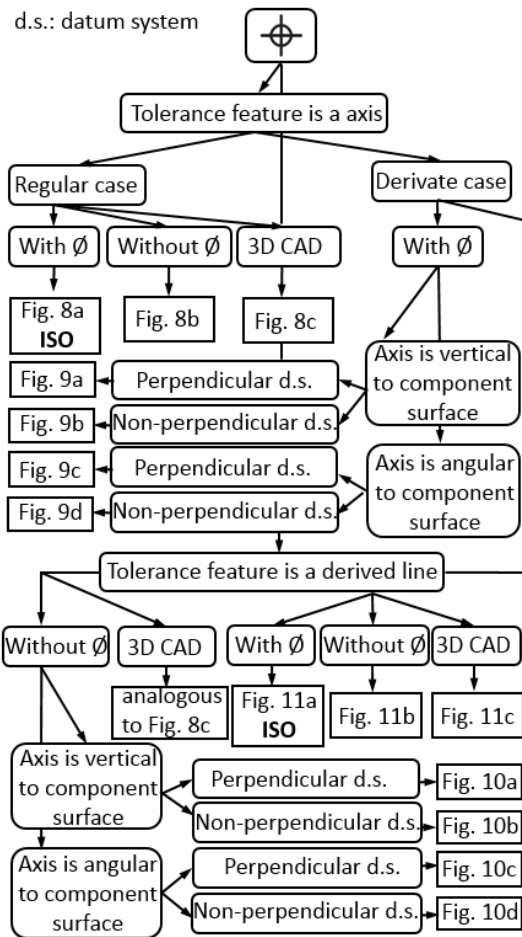 d.s.: datum system
Tolerance feature is a axis
Regular case
Derivate case
With Ø
Without Ø
3D CAD
With Ø
Fig. 8a
ISO
Fig. 8b
Fig. 8c
Axis is vertical
to component
surface
Fig. 9a
Perpendicular d.s.
Fig. 9b
Non-perpendicular d.s.
Fig. 9c
Perpendicular d.s.
Axis is angular
to component
surface
Fig. 9d
Non-perpendicular d.s.
Tolerance feature is a derived line
Without Ø
3D CAD
With Ø
Without Ø
3D CAD
analogous
to Fig. 8c
Fig. 11a
ISO
Fig. 11b
Fig. 11c
Axis is vertical
to component
surface
Perpendicular d.s.
Fig. 10a
Non-perpendicular d.s.
Fig. 10b
Axis is angular
to component
surface
Perpendicular d.s.
Fig. 10c
Non-perpendicular d.s.
Fig. 10d